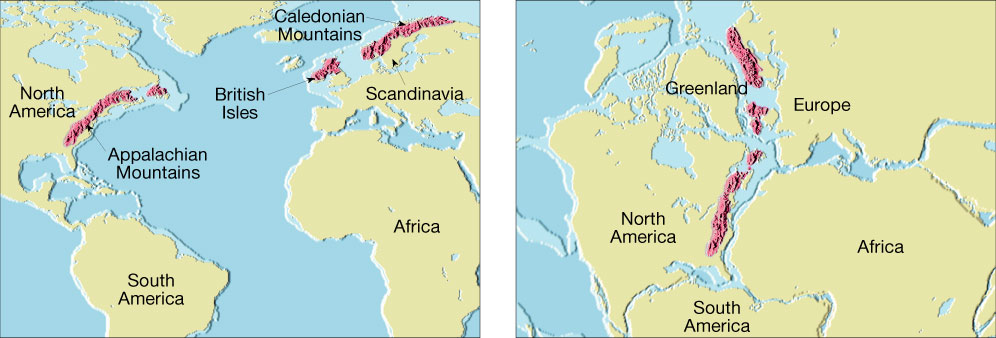 Caledonian
Mountains
North
America
British
Isles
Scandinavia
Appalachian
Mountains
Africa
South
America
Greenland
Europe
North
America
Africa
South
America